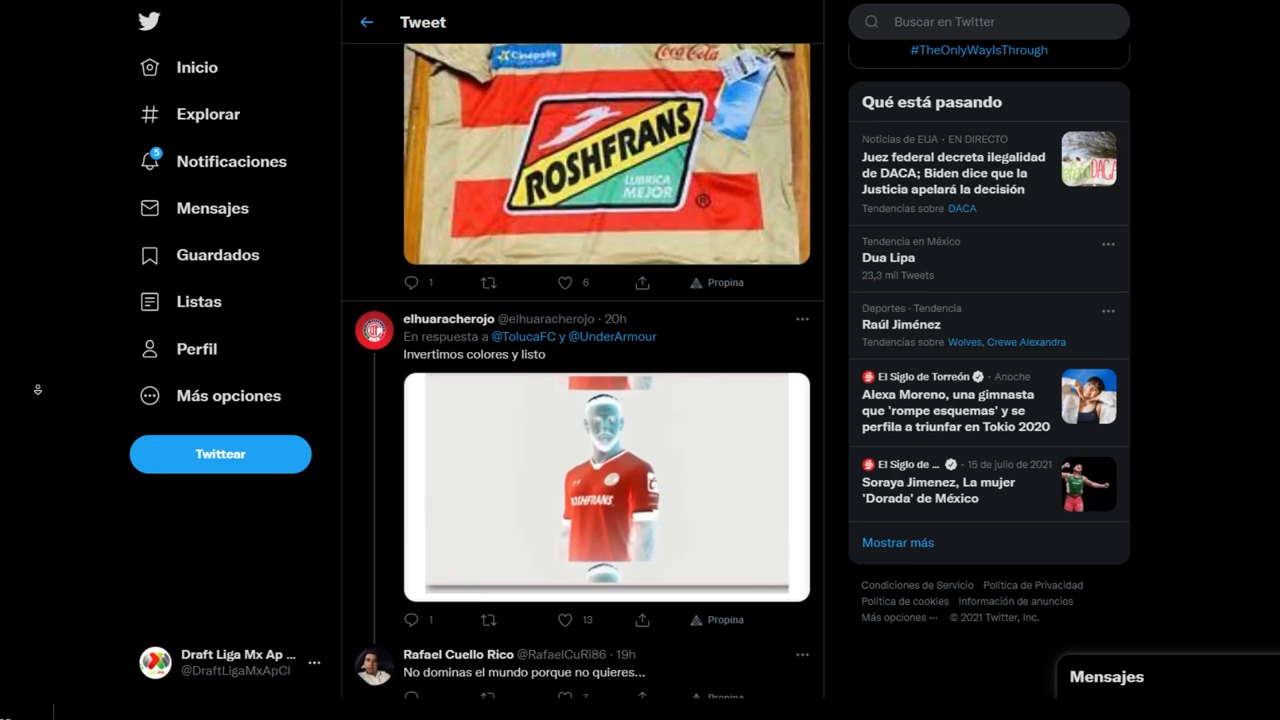 Inicio
Explorar
5
Notificaciones
Mensajes
Guardados
Listas
Perfil
Más opciones
Twittear
Draft Liga Mx Ap ...
@DraftLigaMxApCl
Tweet
Cinépolis
Coca-Cola
ROSHFRANS
LUBRICA
MEJOR
®
1
6
Propina
elhuaracherojo @elhuaracherojo · 20h
En respuesta a @TolucaFC y @UnderArmour
Invertimos colores y listo
ROSHFRANS
1
13
Propina
Rafael Cuello Rico @RafaelCuRi86 · 19h
No dominas el mundo porque no quieres...
7
Propina
Buscar en Twitter
#TheOnlyWayIsThrough
Qué está pasando
Noticias de EUA · EN DIRECTO
Juez federal decreta ilegalidad
de DACA; Biden dice que la
Justicia apelará la decisión
Tendencias sobre DACA
DACA
Tendencia en México
Dua Lipa
23,3 mil Tweets
Deportes · Tendencia
Raúl Jiménez
Tendencias sobre Wolves, Crewe Alexandra
El Siglo de Torreón · Anoche
Alexa Moreno, una gimnasta
que 'rompe esquemas' y se
perfila a triunfar en Tokio 2020
El Siglo de ... · 15 de julio de 2021
Soraya Jimenez, La mujer
'Dorada' de México
Mostrar más
Condiciones de Servicio Política de Privacidad
Política de cookies Información de anuncios
Más opciones ··· © 2021 Twitter, Inc.
Mensajes